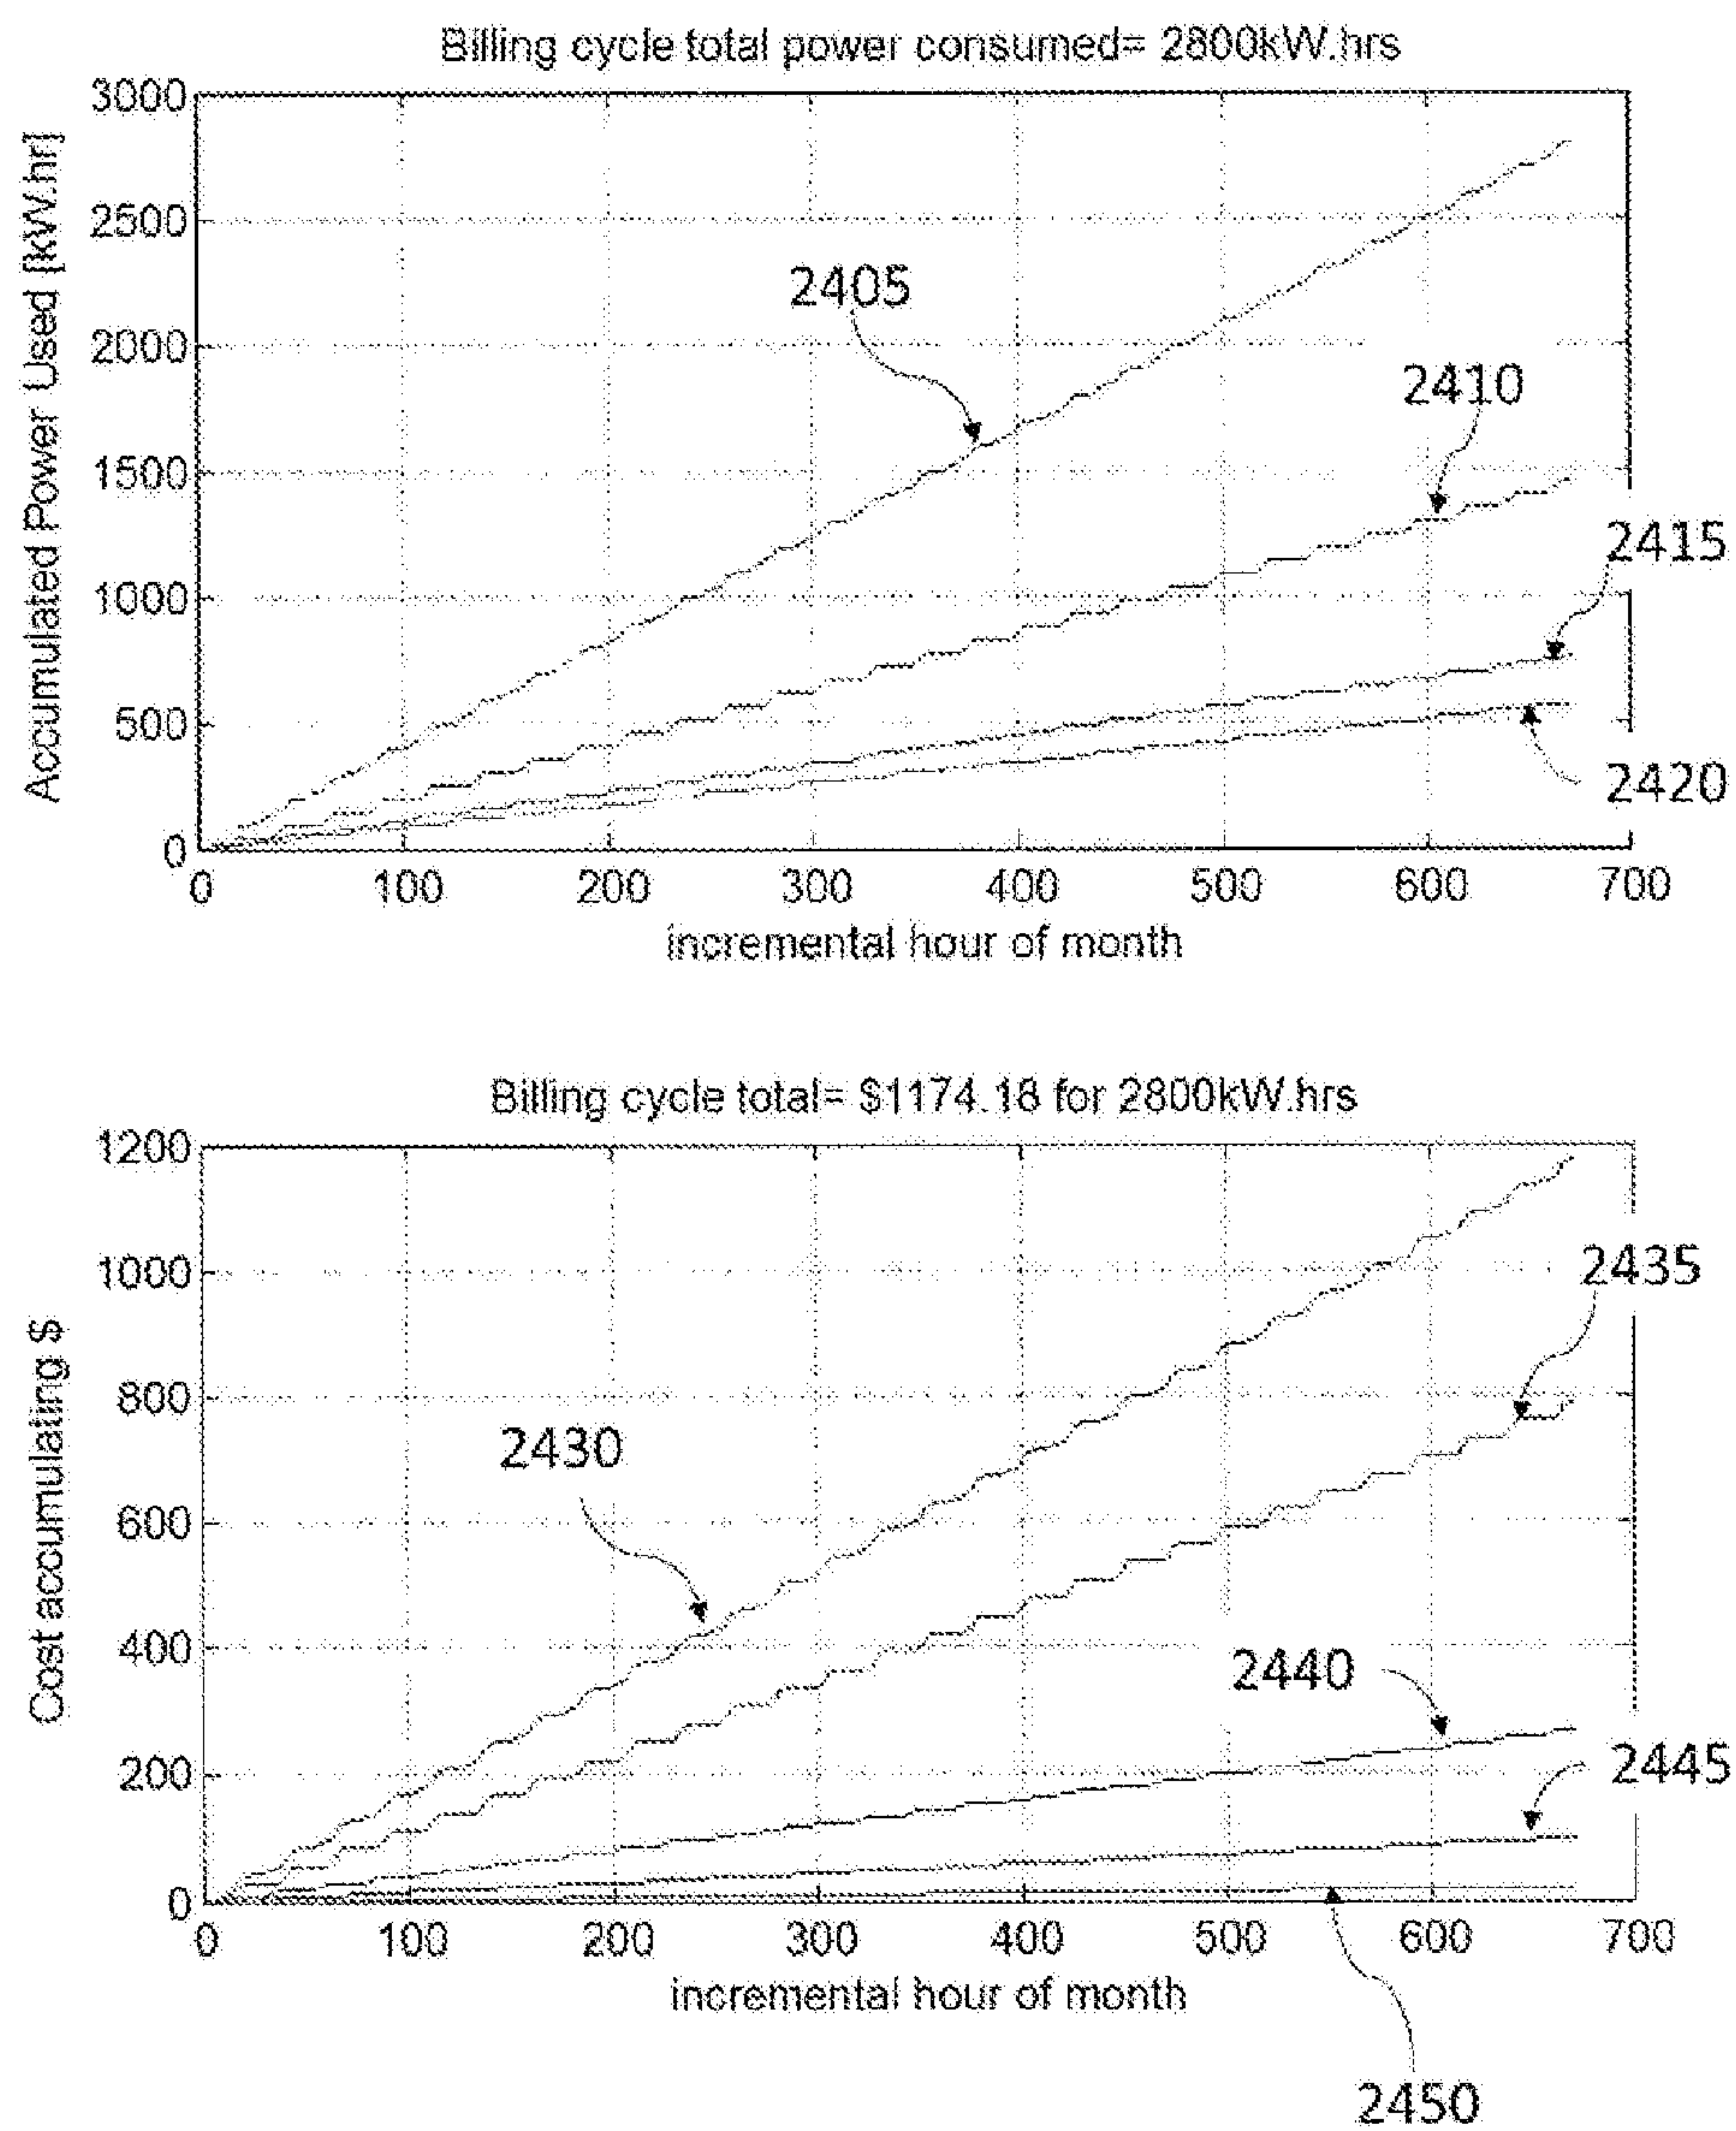 Billing cycle total power consumed= 2800kW.hrs
Accumulated Power Used [kW.hr]
3000
2500
2000
1500
1000
500
0
2405
2410
2415
2420
0 100 200 300 400 500 600 700
incremental hour of month
Billing cycle total= $1174.18 for 2800kW.hrs
Cost accumulating $
1200
1000
800
600
400
200
0
2430
2435
2440
2445
0 100 200 300 400 500 600 700
incremental hour of month
2450